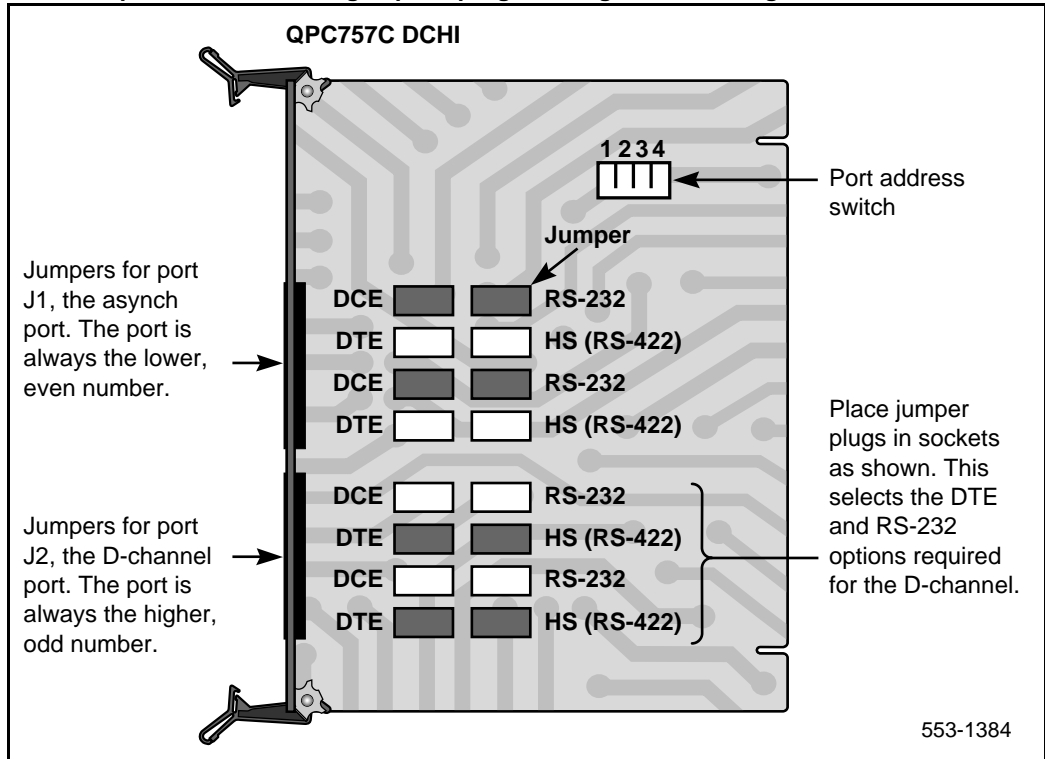 QPC757C DCHI
1 2 3 4
Port address
switch
Jumper
Jumpers for port
J1, the asynch
port. The port is
always the lower,
even number.
DCE RS-232
DTE HS (RS-422)
DCE RS-232
DTE HS (RS-422)
Jumpers for port
J2, the D-channel
port. The port is
always the higher,
odd number.
DCE RS-232
DTE HS (RS-422)
DCE RS-232
DTE HS (RS-422)
Place jumper
plugs in sockets
as shown. This
selects the DTE
and RS-232
options required
for the D-channel.
553-1384